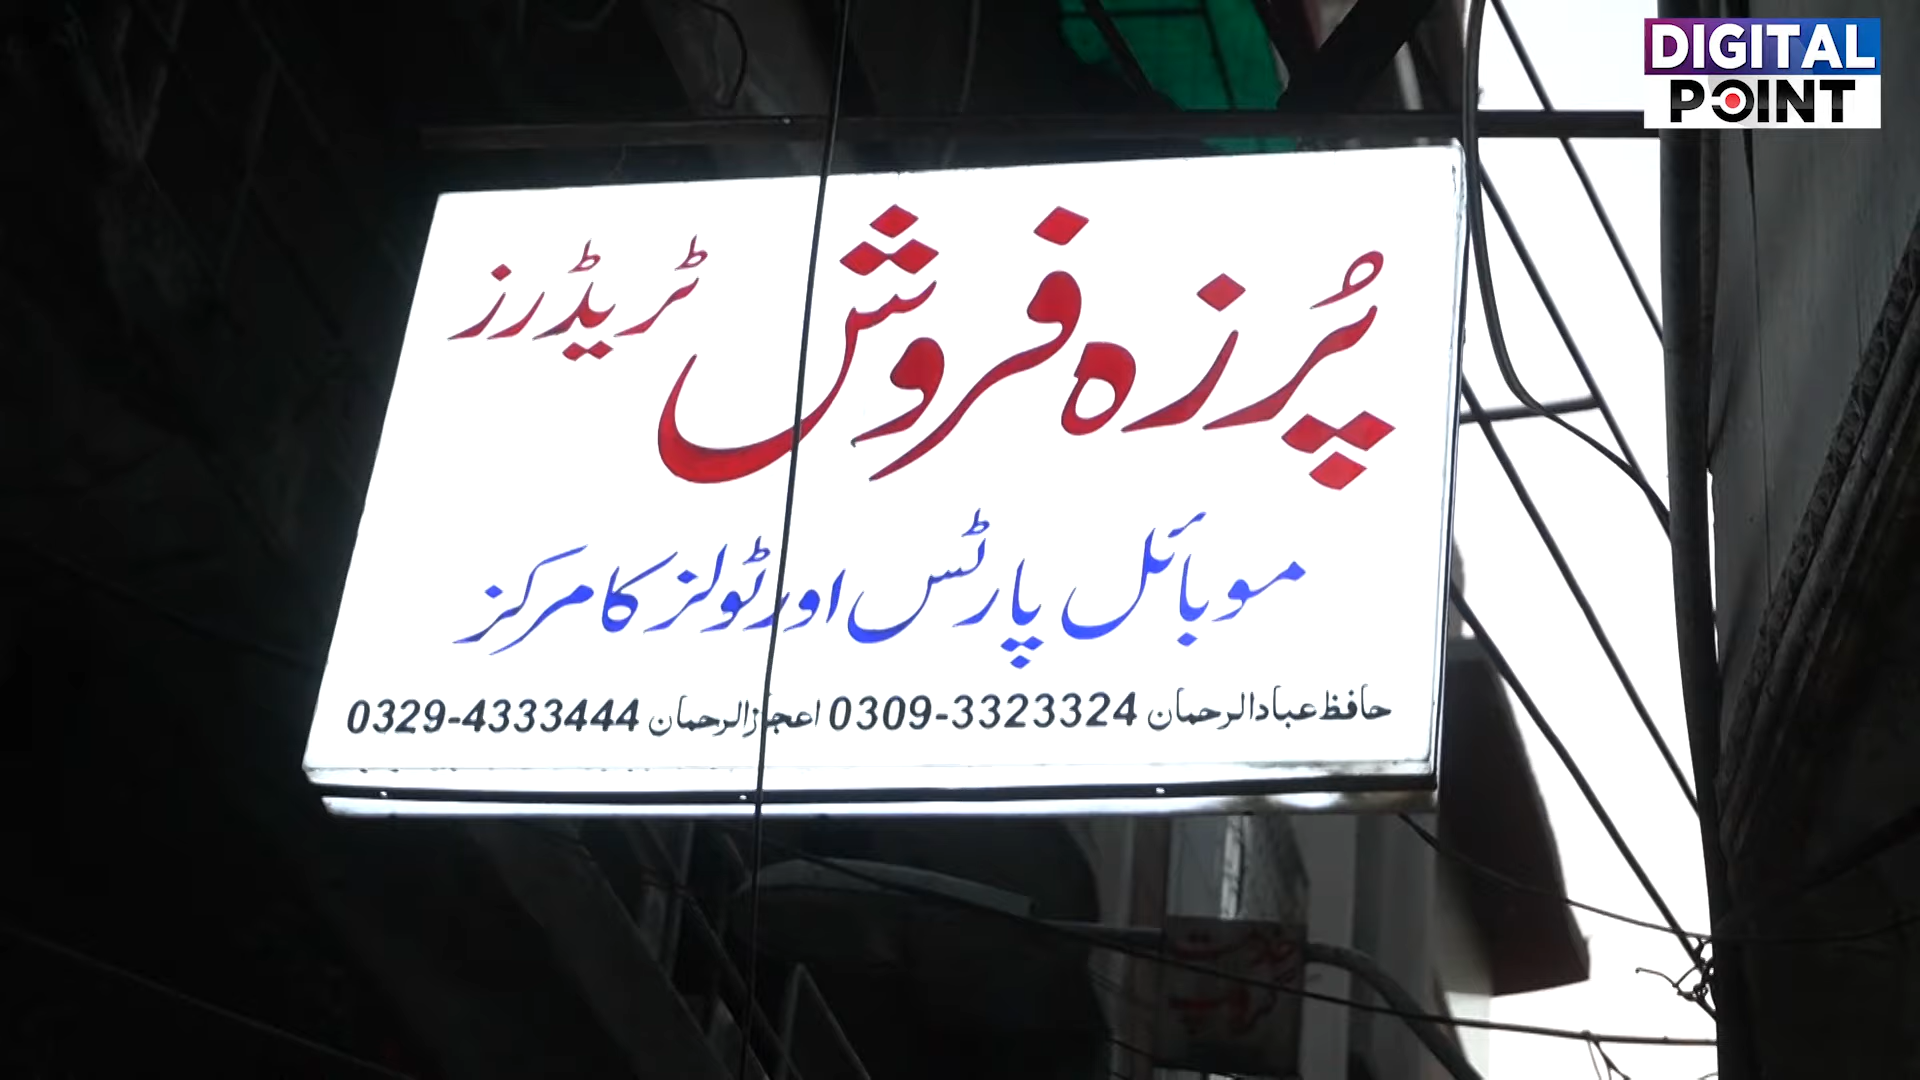 DIGITAL
POINT
پُرزہ فروش ٹریڈرز
موبائل پارٹس اور ٹولز کا مرکز
حافظ عبادالرحمان 0309-3323324 اعجازالرحمان 0329-4333444